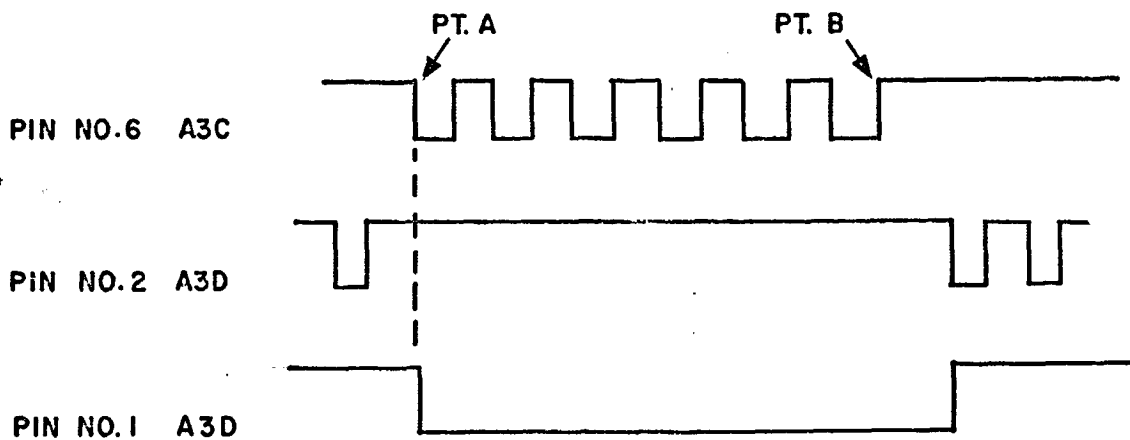 PT. A
PT. B
PIN NO.6 A3C
PIN NO.2 A3D
PIN NO.1 A3D